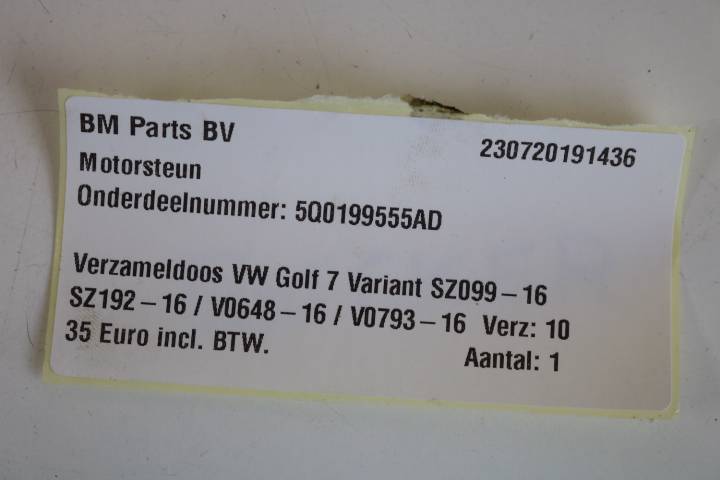 BM Parts BV
230720191436
Motorsteun
Onderdeelnummer: 5Q0199555AD
Verzameldoos VW Golf 7 Variant SZ099-16
SZ192-16 / V0648-16 / V0793-16 Verz: 10
35 Euro incl. BTW.
Aantal: 1